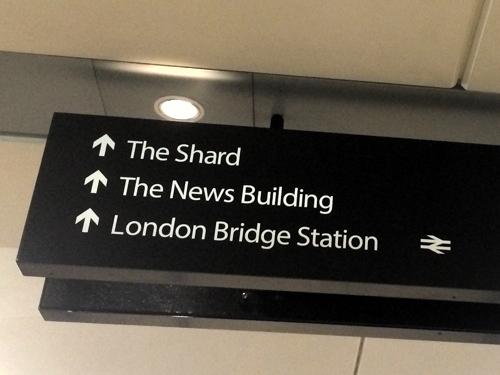 The Shard
The News Building
London Bridge Station